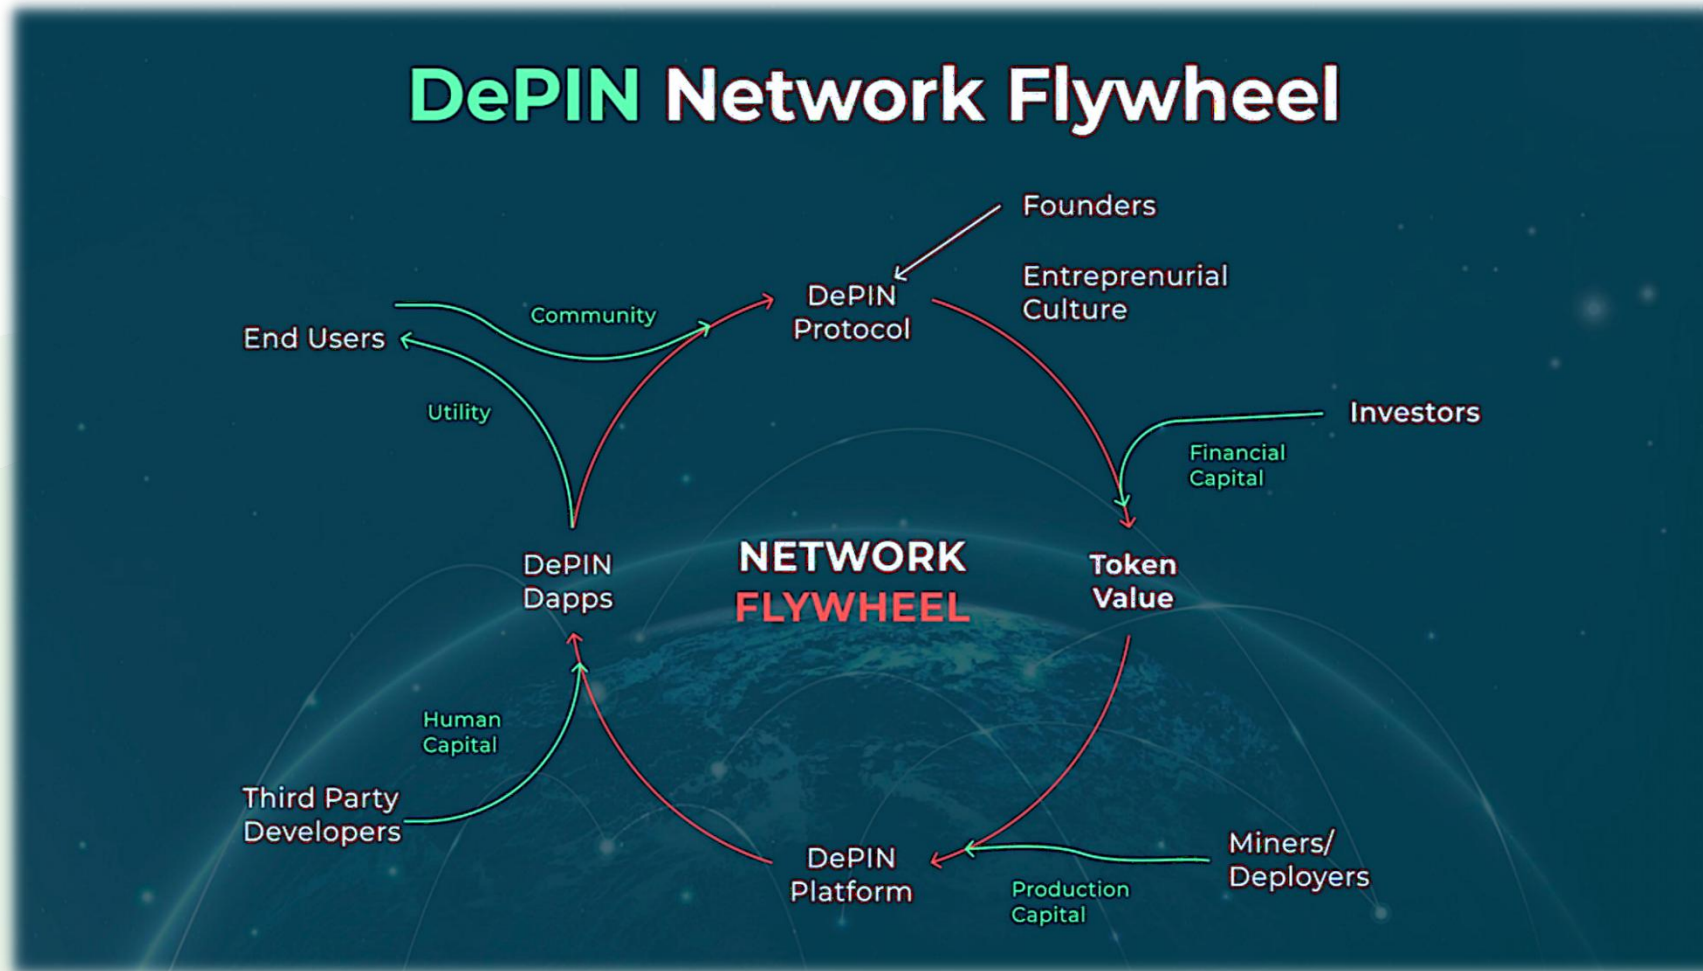 DePIN Network Flywheel
Founders
Entreprenurial
Culture
DePIN
Protocol
Community
End Users
Utility
Investors
Financial
Capital
NETWORK
FLYWHEEL
DePIN
Dapps
Token
Value
Human
Capital
Third Party
Developers
DePIN
Platform
Miners/
Deployers
Production
Capital